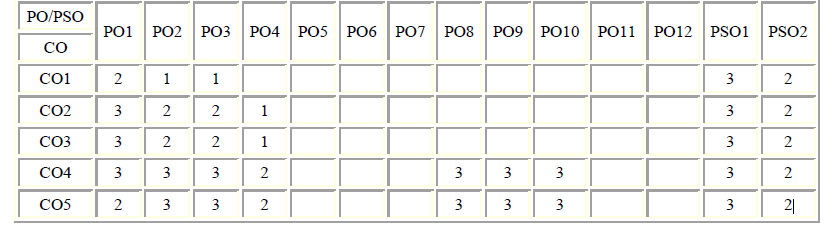 PO/PSO PO1 PO2 PO3 PO4 PO5 PO6 PO7 PO8 PO9 PO10 PO11 PO12 PSO1 PSO2
CO
CO1 2 1 1 3 2
CO2 3 2 2 1 3 2
CO3 3 2 2 1 3 2
CO4 3 3 3 2 3 3 3 3 2
CO5 2 3 3 2 3 3 3 3 2